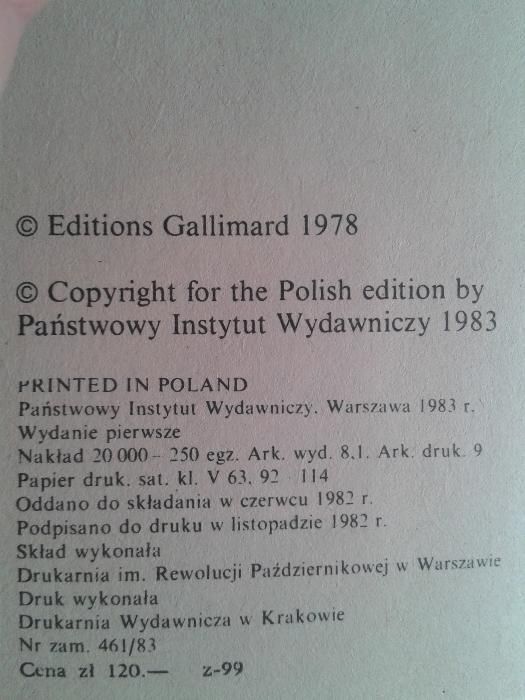 © Editions Gallimard 1978
© Copyright for the Polish edition by
Państwowy Instytut Wydawniczy 1983
PRINTED IN POLAND
Państwowy Instytut Wydawniczy. Warszawa 1983 r.
Wydanie pierwsze
Nakład 20 000 – 250 egz. Ark. wyd. 8,1. Ark. druk. 9
Papier druk. sat. kl. V 63, 92 114
Oddano do składania w czerwcu 1982 r.
Podpisano do druku w listopadzie 1982 r.
Skład wykonała
Drukarnia im. Rewolucji Październikowej w Warszawie
Druk wykonała
Drukarnia Wydawnicza w Krakowie
Nr zam. 461/83
Cena zł 120.— z-99